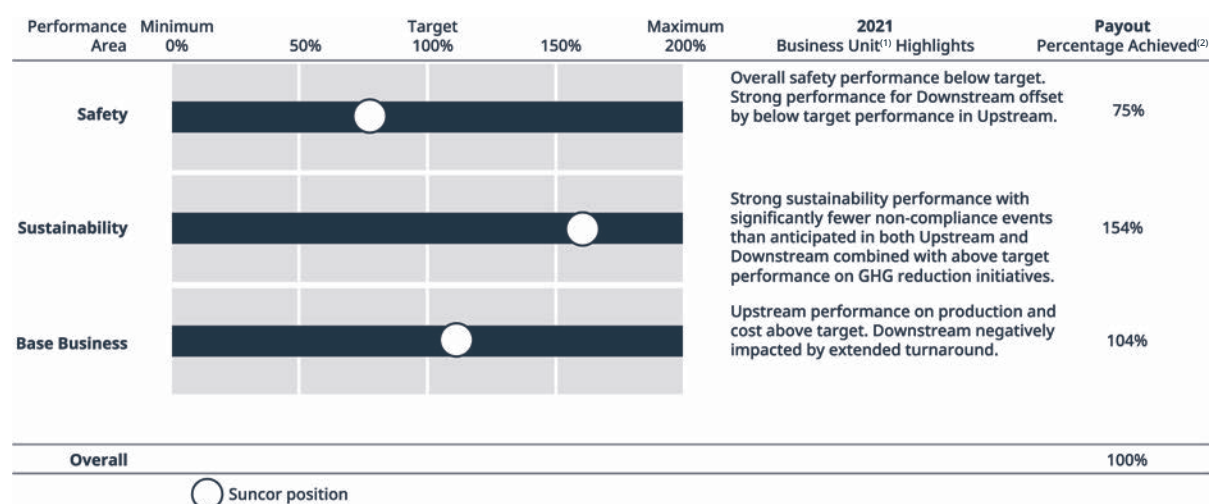 Performance Area
Minimum 0%
50%
Target 100%
150%
Maximum 200%
2021 Business Unit(1) Highlights
Payout Percentage Achieved(2)
Safety
Overall safety performance below target.
Strong performance for Downstream offset
by below target performance in Upstream.
75%
Sustainability
Strong sustainability performance with
significantly fewer non-compliance events
than anticipated in both Upstream and
Downstream combined with above target
performance on GHG reduction initiatives.
154%
Base Business
Upstream performance on production and
cost above target. Downstream negatively
impacted by extended turnaround.
104%
Overall
100%
Suncor position